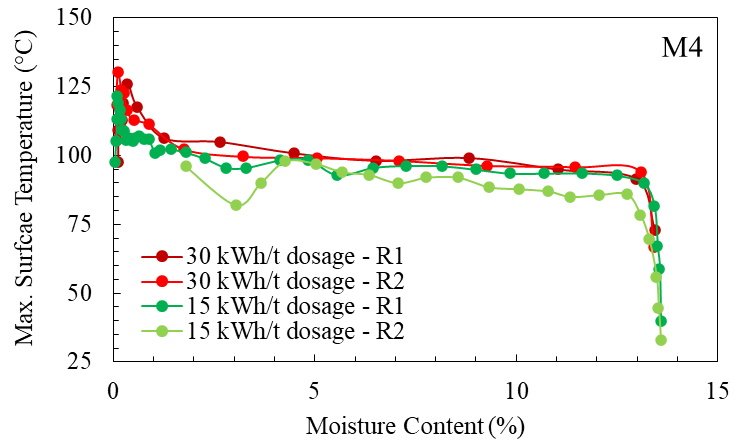 150
M4
125
100
75
50
25
Max. Surfcae Temperature (°C)
30 kWh/t dosage - R1
30 kWh/t dosage - R2
15 kWh/t dosage - R1
15 kWh/t dosage - R2
0
5
10
15
Moisture Content (%)